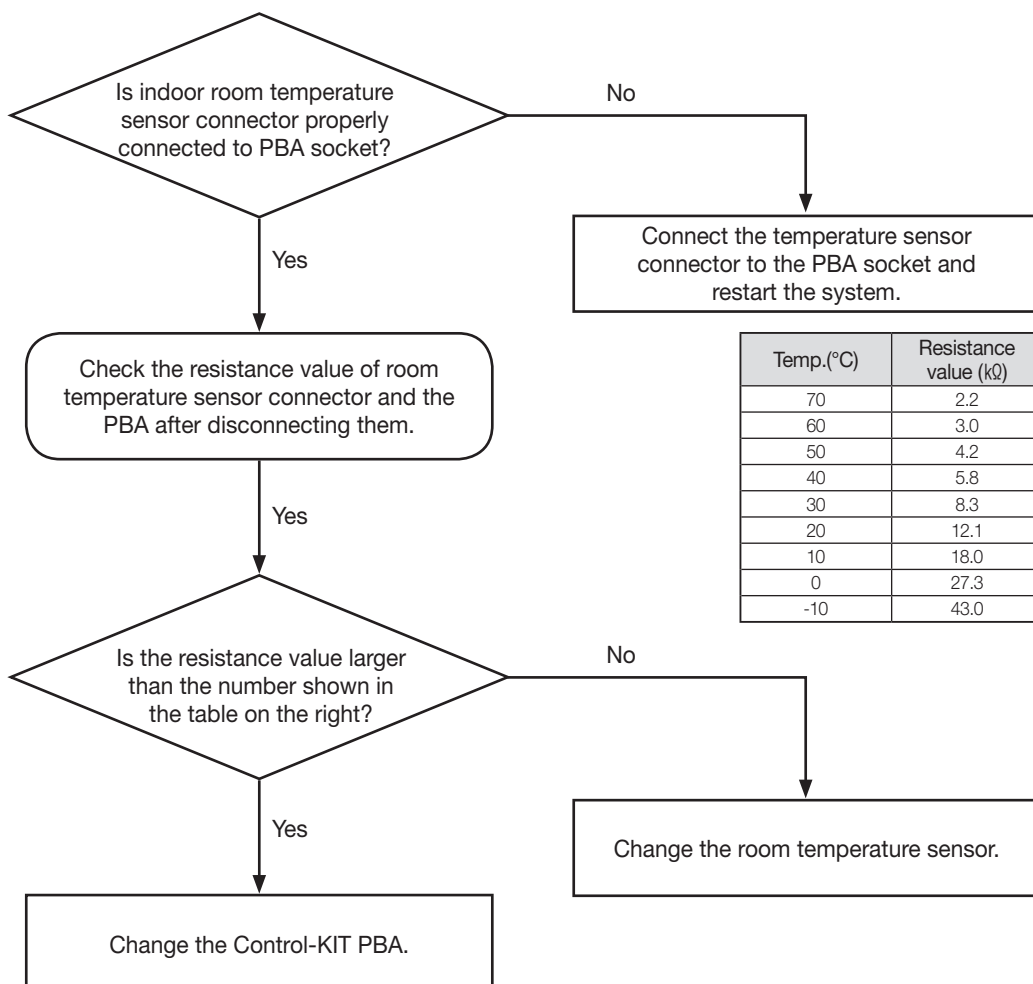 Is indoor room temperature
sensor connector properly
connected to PBA socket?
No
Yes
Connect the temperature sensor
connector to the PBA socket and
restart the system.
Check the resistance value of room
temperature sensor connector and the
PBA after disconnecting them.
Temp.(°C) Resistance
value (kΩ)
70 2.2
60 3.0
50 4.2
40 5.8
30 8.3
20 12.1
10 18.0
0 27.3
-10 43.0
Yes
Is the resistance value larger
than the number shown in
the table on the right?
No
Yes
Change the room temperature sensor.
Change the Control-KIT PBA.